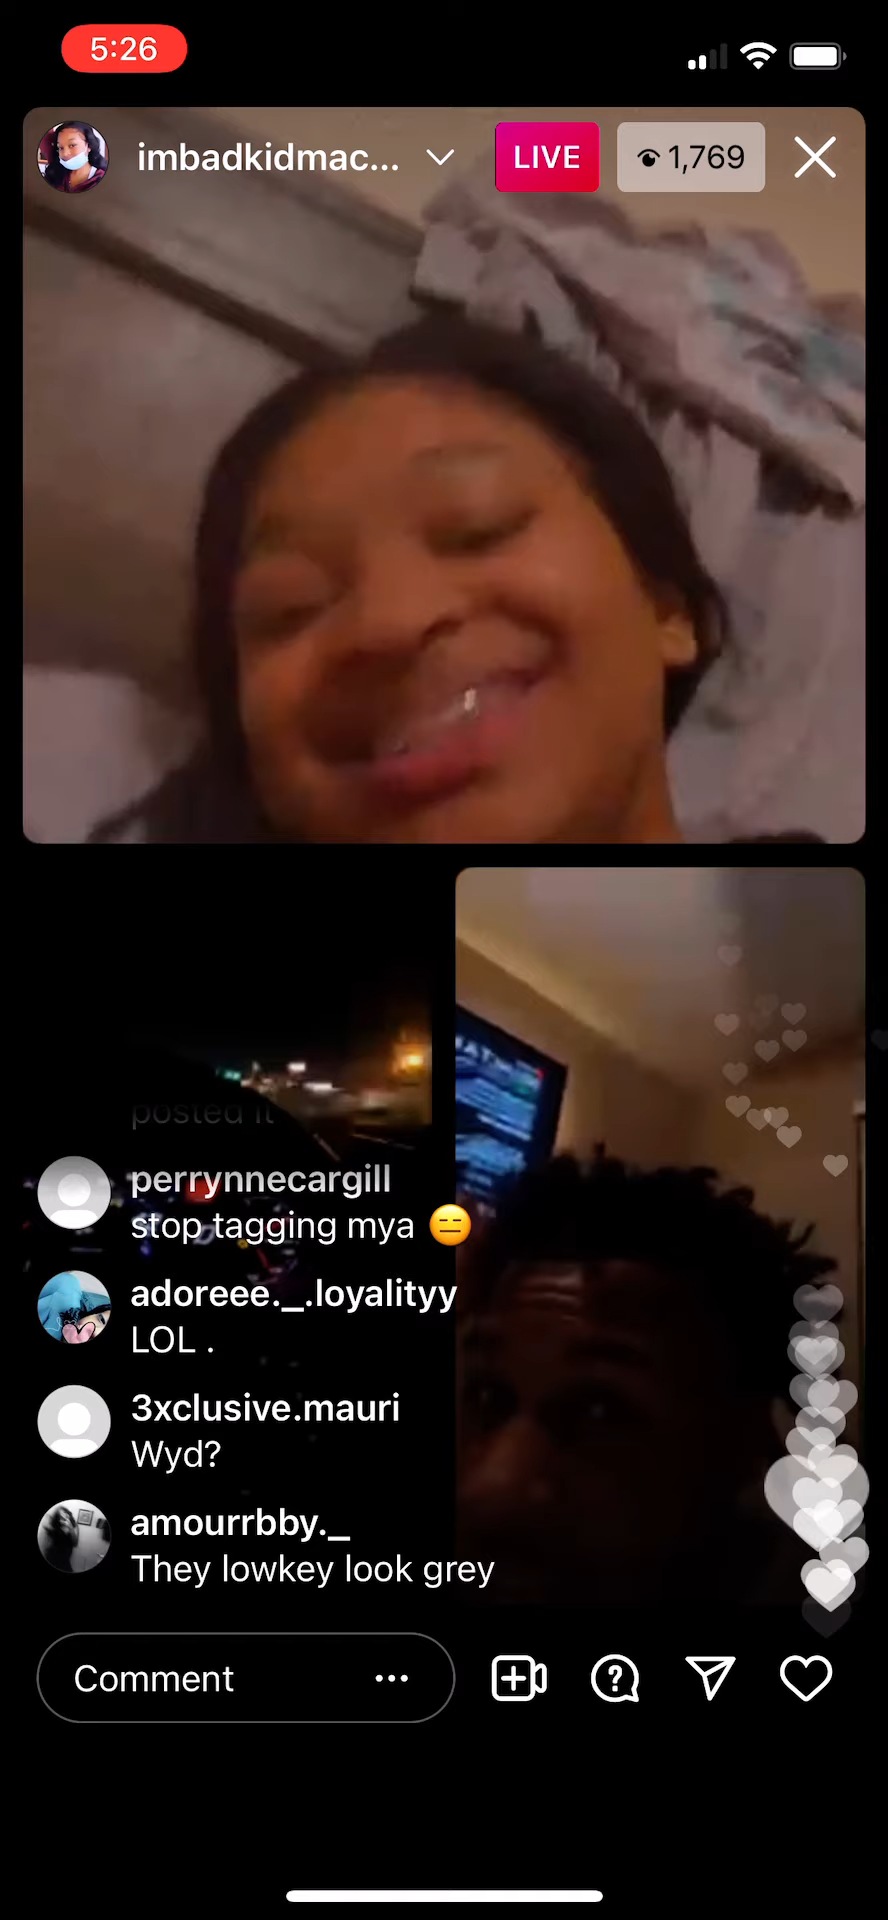 5:26
imbadkidmac...
LIVE
1,769
posted it
perrynnecargill
stop tagging mya 😑
adoreee._.loyalityy
LOL .
3xclusive.mauri
Wyd?
amourrbby._
They lowkey look grey
Comment